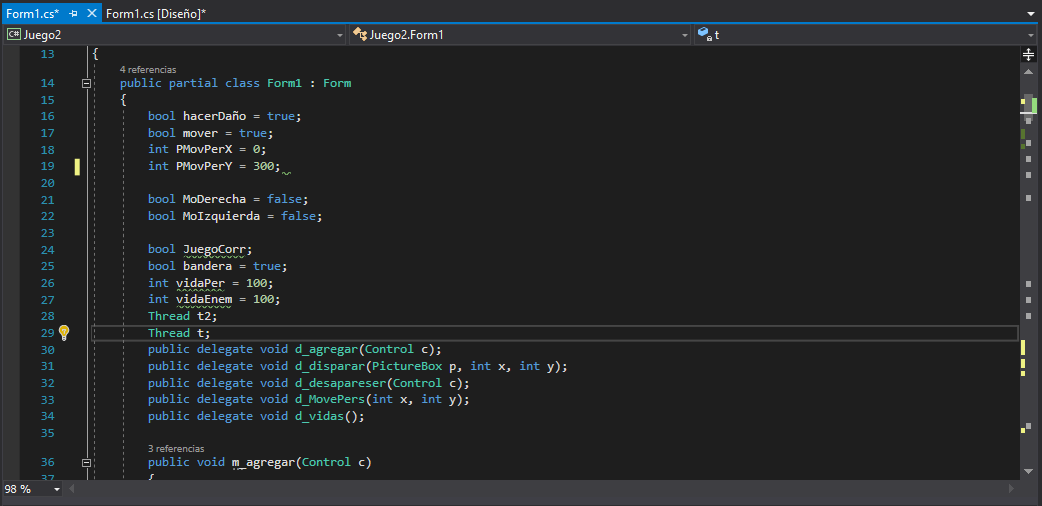 Form1.cs* Form1.cs [Diseño]*
C# Juego2 Juego2.Form1 t
13 {
4 referencias
14 public partial class Form1 : Form
15 {
16 bool hacerDaño = true;
17 bool mover = true;
18 int PMovPerX = 0;
19 int PMovPerY = 300;
20
21 bool MoDerecha = false;
22 bool MoIzquierda = false;
23
24 bool JuegoCorr;
25 bool bandera = true;
26 int vidaPer = 100;
27 int vidaEnem = 100;
28 Thread t2;
29 Thread t;
30 public delegate void d_agregar(Control c);
31 public delegate void d_disparar(PictureBox p, int x, int y);
32 public delegate void d_desapareser(Control c);
33 public delegate void d_MovePers(int x, int y);
34 public delegate void d_vidas();
35
3 referencias
36 public void m_agregar(Control c)
37 {
98 %